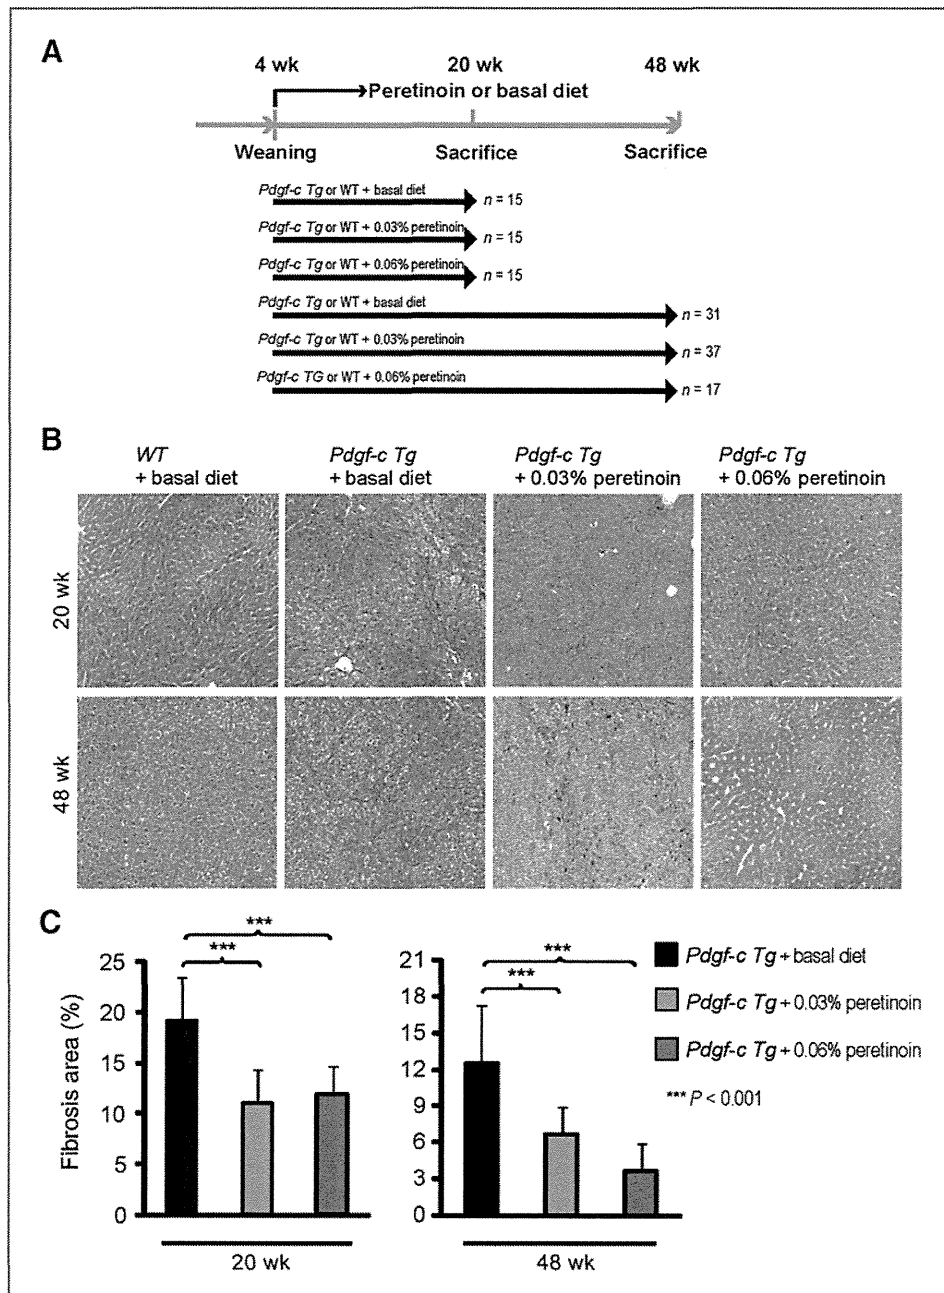 A
4 wk 20 wk 48 wk
Peretinoin or basal diet
Weaning Sacrifice Sacrifice
Pdgf-c Tg or WT + basal diet n = 15
Pdgf-c Tg or WT + 0.03% peretinoin n = 15
Pdgf-c Tg or WT + 0.06% peretinoin n = 15
Pdgf-c Tg or WT + basal diet n = 31
Pdgf-c Tg or WT + 0.03% peretinoin n = 37
Pdgf-c TG or WT + 0.06% peretinoin n = 17
B
WT
+ basal diet
Pdgf-c Tg
+ basal diet
Pdgf-c Tg
+ 0.03% peretinoin
Pdgf-c Tg
+ 0.06% peretinoin
20 wk
48 wk
C
Fibrosis area (%)
25
20
15
10
5
0
***
***
20 wk
21
18
15
12
9
6
3
0
***
***
48 wk
Pdgf-c Tg + basal diet
Pdgf-c Tg + 0.03% peretinoin
Pdgf-c Tg + 0.06% peretinoin
*** P < 0.001